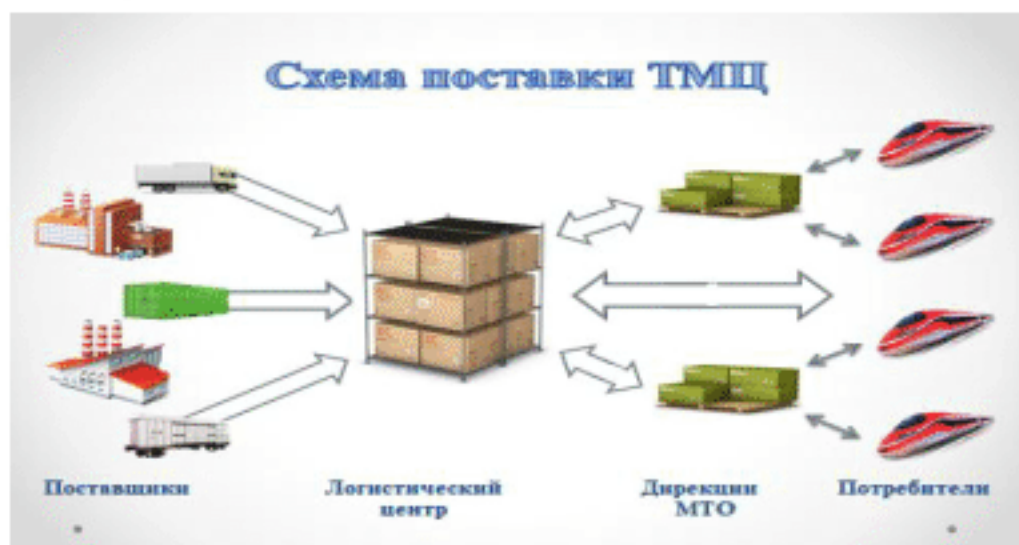 Схема поставки ТМЦ
Поставщики
Логистический
центр
Дирекции
МТО
Потребители